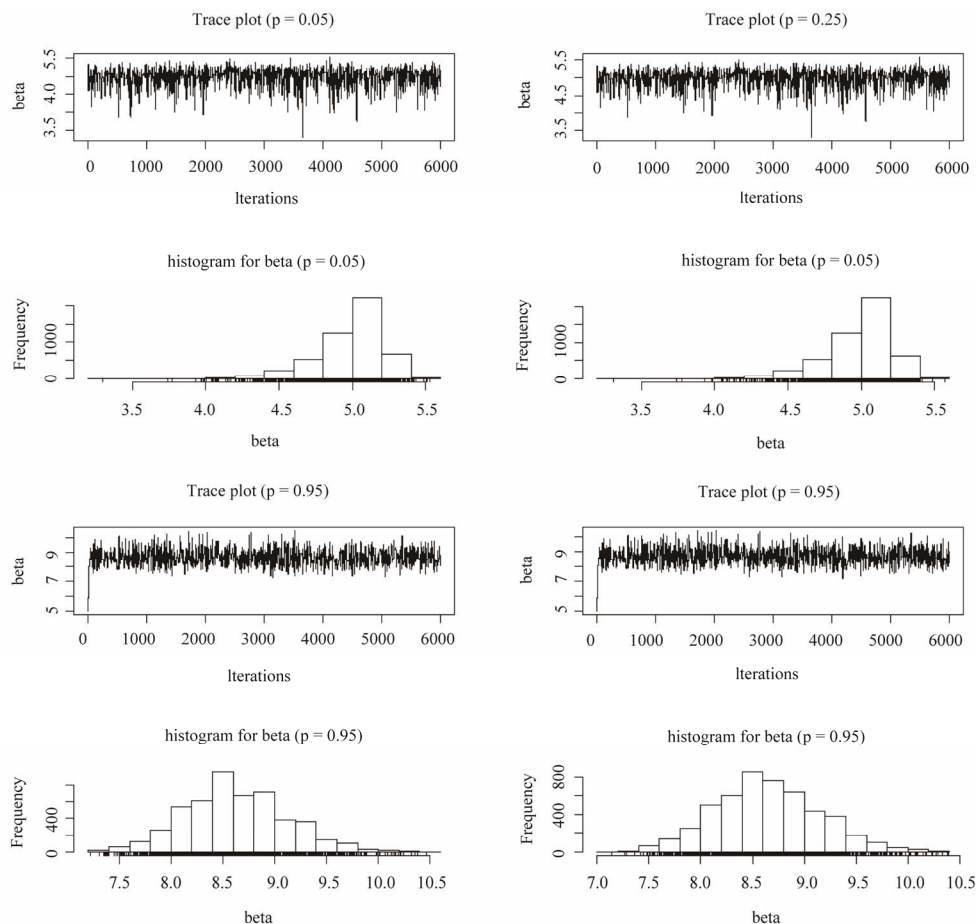 Trace plot (p = 0.05)
beta
5.5
4.0
3.5
0 1000 2000 3000 4000 5000 6000
Iterations
Trace plot (p = 0.25)
beta
5.5
4.5
3.5
0 1000 2000 3000 4000 5000 6000
Iterations
histogram for beta (p = 0.05)
Frequency
1000
0
3.5 4.0 4.5 5.0 5.5
beta
histogram for beta (p = 0.05)
Frequency
1000
0
3.5 4.0 4.5 5.0 5.5
beta
Trace plot (p = 0.95)
beta
9
7
5
0 1000 2000 3000 4000 5000 6000
Iterations
Trace plot (p = 0.95)
beta
9
7
5
0 1000 2000 3000 4000 5000 6000
Iterations
histogram for beta (p = 0.95)
Frequency
400
0
7.5 8.0 8.5 9.0 9.5 10.0 10.5
beta
histogram for beta (p = 0.95)
Frequency
800
400
0
7.0 7.5 8.0 8.5 9.0 9.5 10.0 10.5
beta